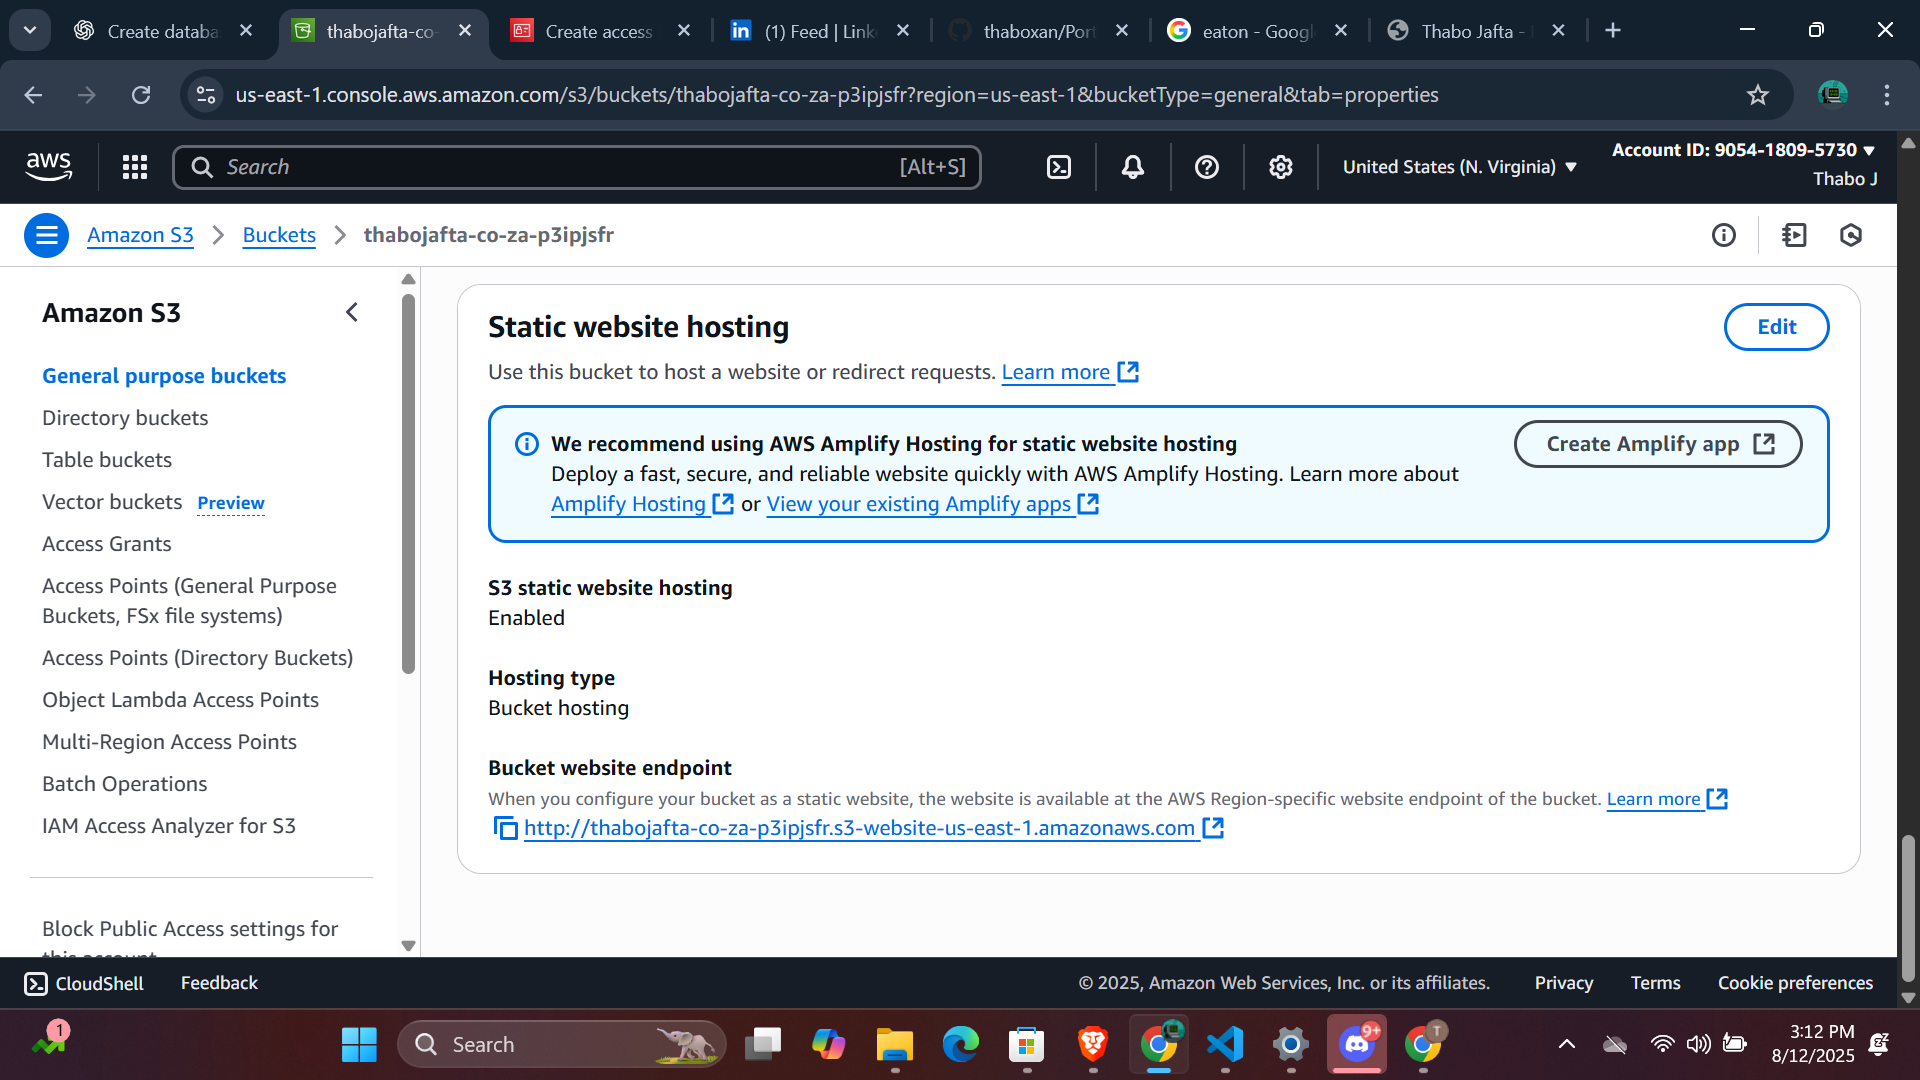 Create databa
thabojafta-co-
Create access
(1) Feed | Link
thaboxan/Port
eaton - Googl
Thabo Jafta -
us-east-1.console.aws.amazon.com/s3/buckets/thabojafta-co-za-p3ipjsfr?region=us-east-1&bucketType=general&tab=properties
aws
Search
[Alt+S]
United States (N. Virginia)
Account ID: 9054-1809-5730
Thabo J
Amazon S3
Buckets
thabojafta-co-za-p3ipjsfr
Amazon S3
General purpose buckets
Directory buckets
Table buckets
Vector buckets Preview
Access Grants
Access Points (General Purpose
Buckets, FSx file systems)
Access Points (Directory Buckets)
Object Lambda Access Points
Multi-Region Access Points
Batch Operations
IAM Access Analyzer for S3
Block Public Access settings for
this account
Static website hosting
Edit
Use this bucket to host a website or redirect requests. Learn more
We recommend using AWS Amplify Hosting for static website hosting
Deploy a fast, secure, and reliable website quickly with AWS Amplify Hosting. Learn more about
Amplify Hosting or View your existing Amplify apps
Create Amplify app
S3 static website hosting
Enabled
Hosting type
Bucket hosting
Bucket website endpoint
When you configure your bucket as a static website, the website is available at the AWS Region-specific website endpoint of the bucket. Learn more
http://thabojafta-co-za-p3ipjsfr.s3-website-us-east-1.amazonaws.com
CloudShell
Feedback
© 2025, Amazon Web Services, Inc. or its affiliates.
Privacy
Terms
Cookie preferences
1
Search
9+
T
3:12 PM
8/12/2025